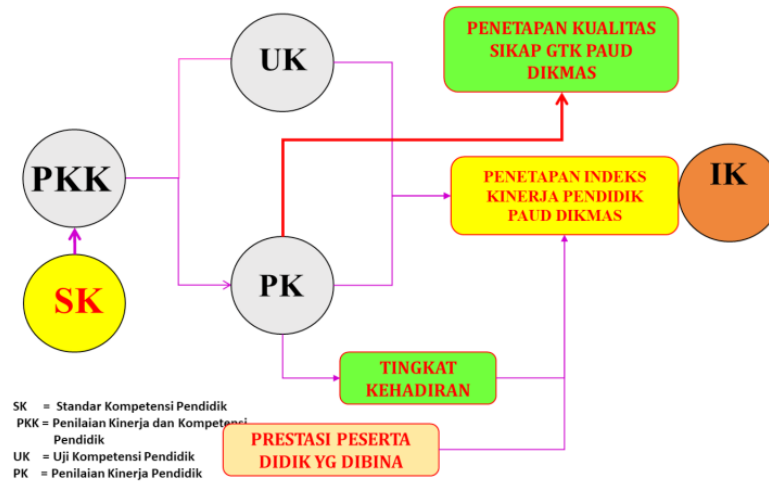 PENETAPAN KUALITAS
SIKAP GTK PAUD
DIKMAS
UK
PKK
PENETAPAN INDEKS
KINERJA PENDIDIK
PAUD DIKMAS
IK
PK
SK
TINGKAT
KEHADIRAN
SK = Standar Kompetensi Pendidik
PKK = Penilaian Kinerja dan Kompetensi
Pendidik
UK = Uji Kompetensi Pendidik
PK = Penilaian Kinerja Pendidik
PRESTASI PESERTA
DIDIK YG DIBINA